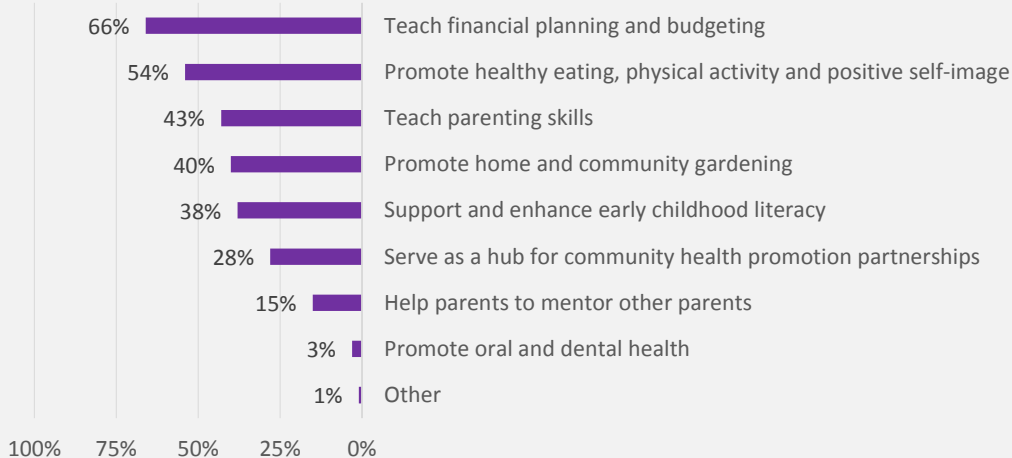 66% Teach financial planning and budgeting
54% Promote healthy eating, physical activity and positive self-image
43% Teach parenting skills
40% Promote home and community gardening
38% Support and enhance early childhood literacy
28% Serve as a hub for community health promotion partnerships
15% Help parents to mentor other parents
3% Promote oral and dental health
1% Other
100% 75% 50% 25% 0%